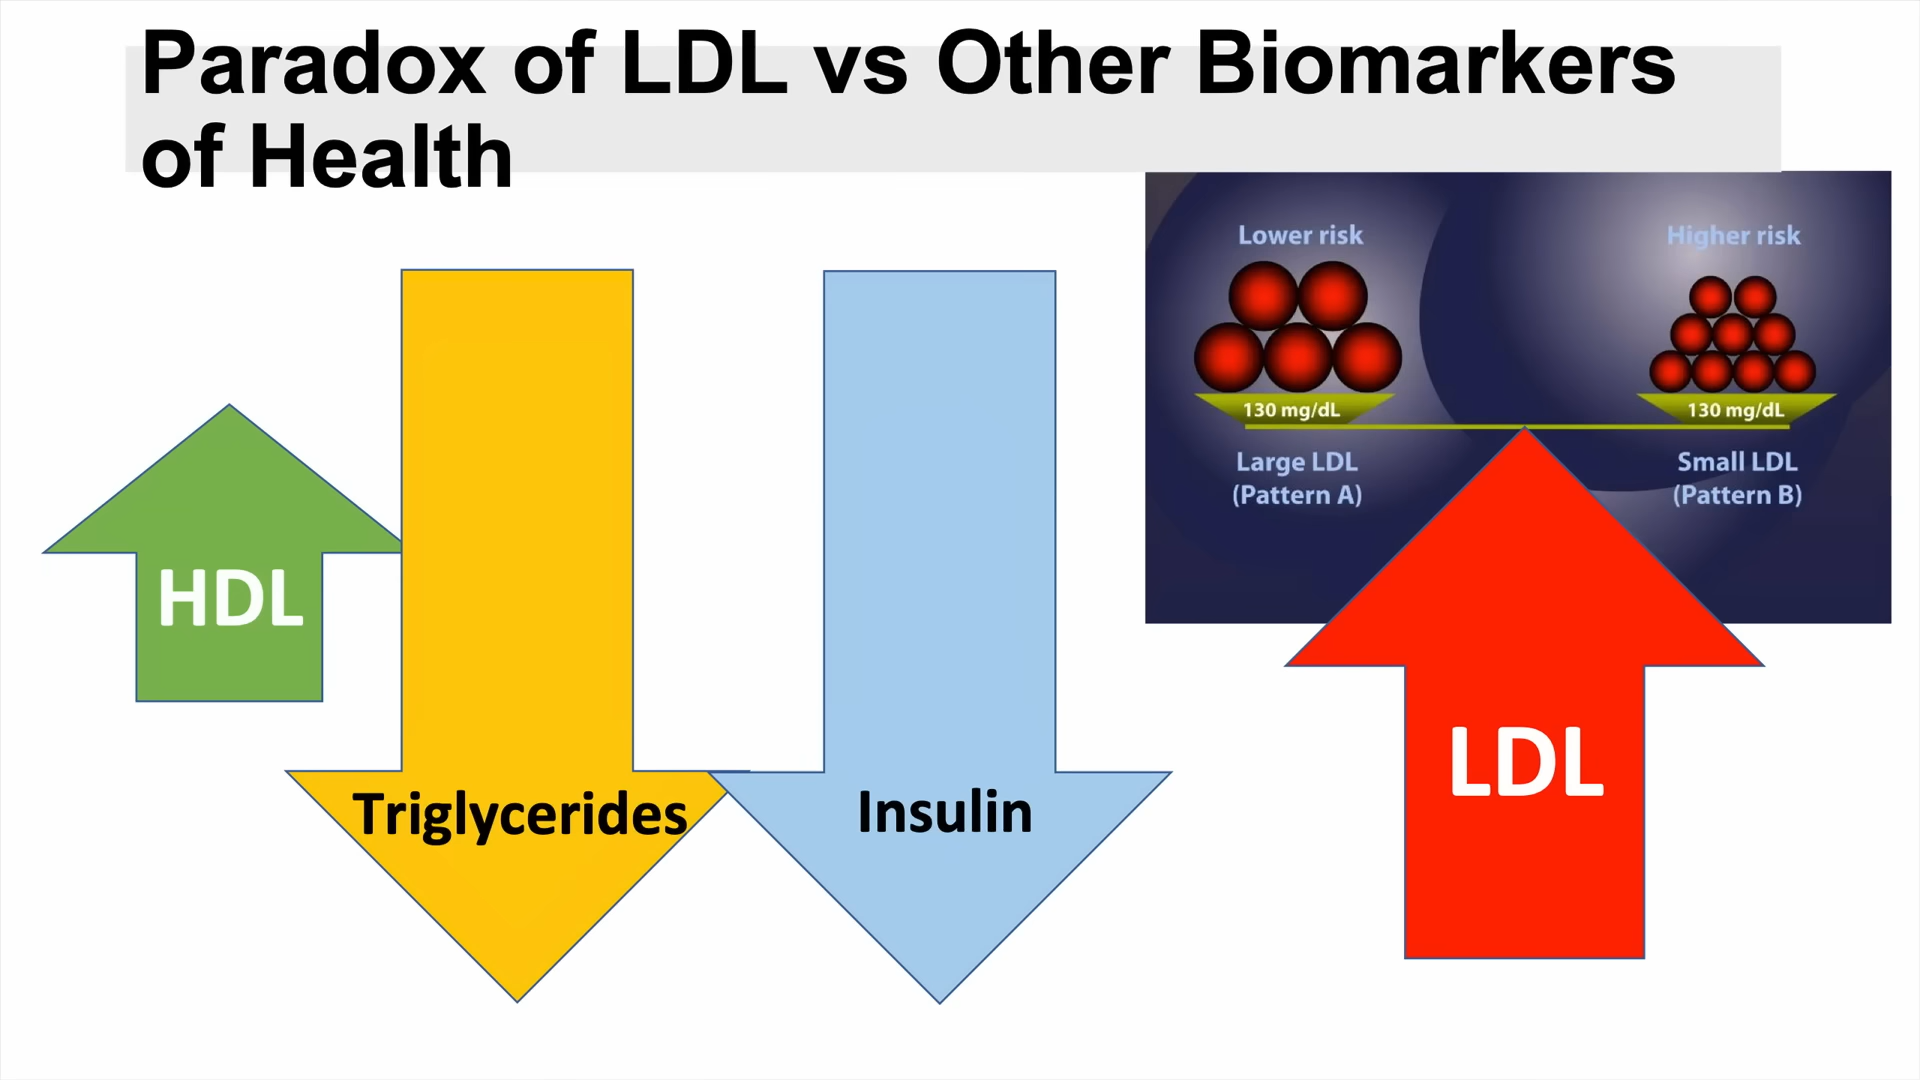 Paradox of LDL vs Other Biomarkers
of Health
Lower risk
Higher risk
130 mg/dL
130 mg/dL
Large LDL
(Pattern A)
Small LDL
(Pattern B)
HDL
Triglycerides
Insulin
LDL